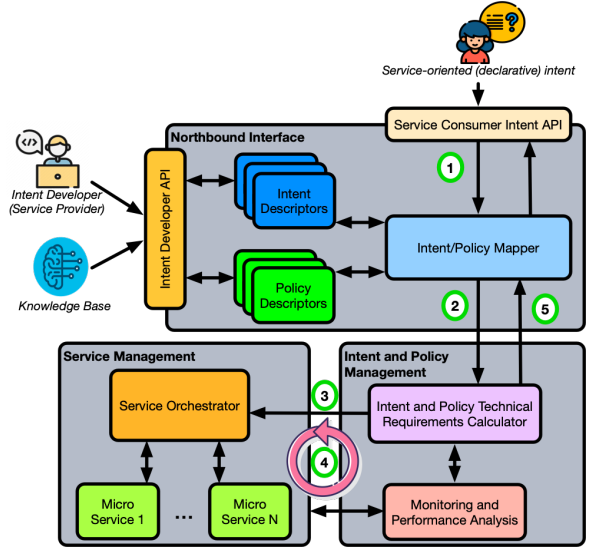 ?
Service-oriented (declarative) intent
Service Consumer Intent API
Northbound Interface
1
</>
Intent Developer
(Service Provider)
Intent Developer API
Intent
Descriptors
Intent/Policy Mapper
Knowledge Base
Policy
Descriptors
2
5
Service Management
Intent and Policy
Management
3
Service Orchestrator
Intent and Policy Technical
Requirements Calculator
4
Micro
Service 1
...
Micro
Service N
Monitoring and
Performance Analysis